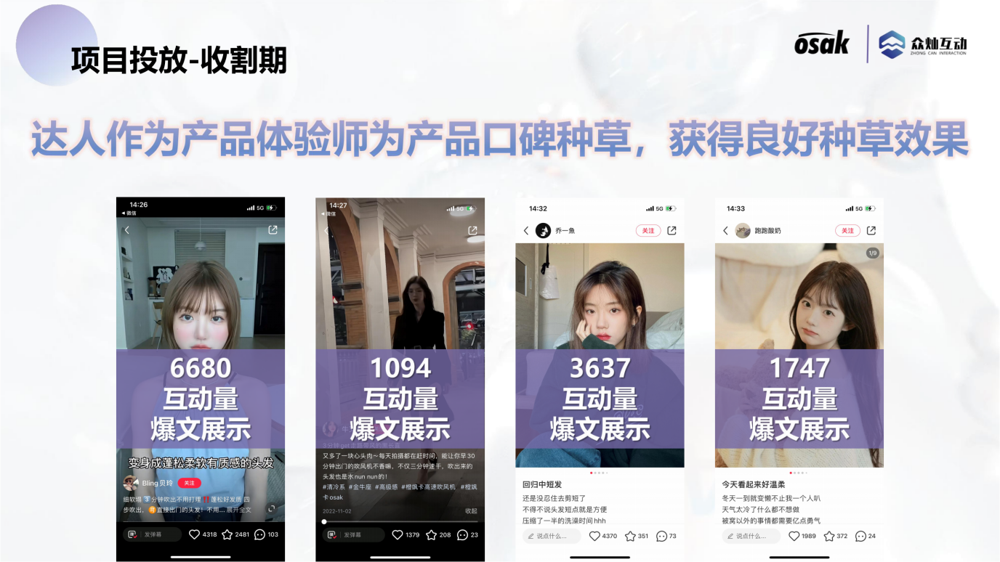 项目投放-收割期
osak
众灿互动
ZHONG CAN INTERACTION
达人作为产品体验师为产品口碑种草，获得良好种草效果
14:26
5G
微信
6680
互动量
爆文展示
变身成蓬松柔软有质感的头发
Bling贝玲
关注
细软塌 3分钟吹出不用打理 ‼️蓬松好发质 四
步吹出，直接出门的头发！不用... 展开全文
弹
发弹幕
4318
2481
103
14:27
5G
微信
1094
互动量
爆文展示
3分钟get
又多了一块心头肉～每天拍摄都在赶时间，能让你早30
分钟出门的吹风机不香嘛，不仅三分钟速干，吹出来的
头发也是水nun nun的！
#清冷系 #金牛座 #高级感 #橙飒卡高速吹风机 #橙飒
卡osak
2022-11-02
收起
弹
发弹幕
1379
208
23
14:32
5G
乔一魚
关注
3637
互动量
爆文展示
回归中短发
还是没忍住去剪短了
不得不说头发短点就是方便
压缩了一半的洗澡时间hhh
说点什么...
4370
351
73
14:33
5G
跑跑酸奶
关注
1/9
1747
互动量
爆文展示
今天看起来好温柔
冬天一到就变懒不止我一个人叭
天气太冷了什么都不想做
被窝以外的事情都需要亿点勇气
说点什么...
1989
372
24